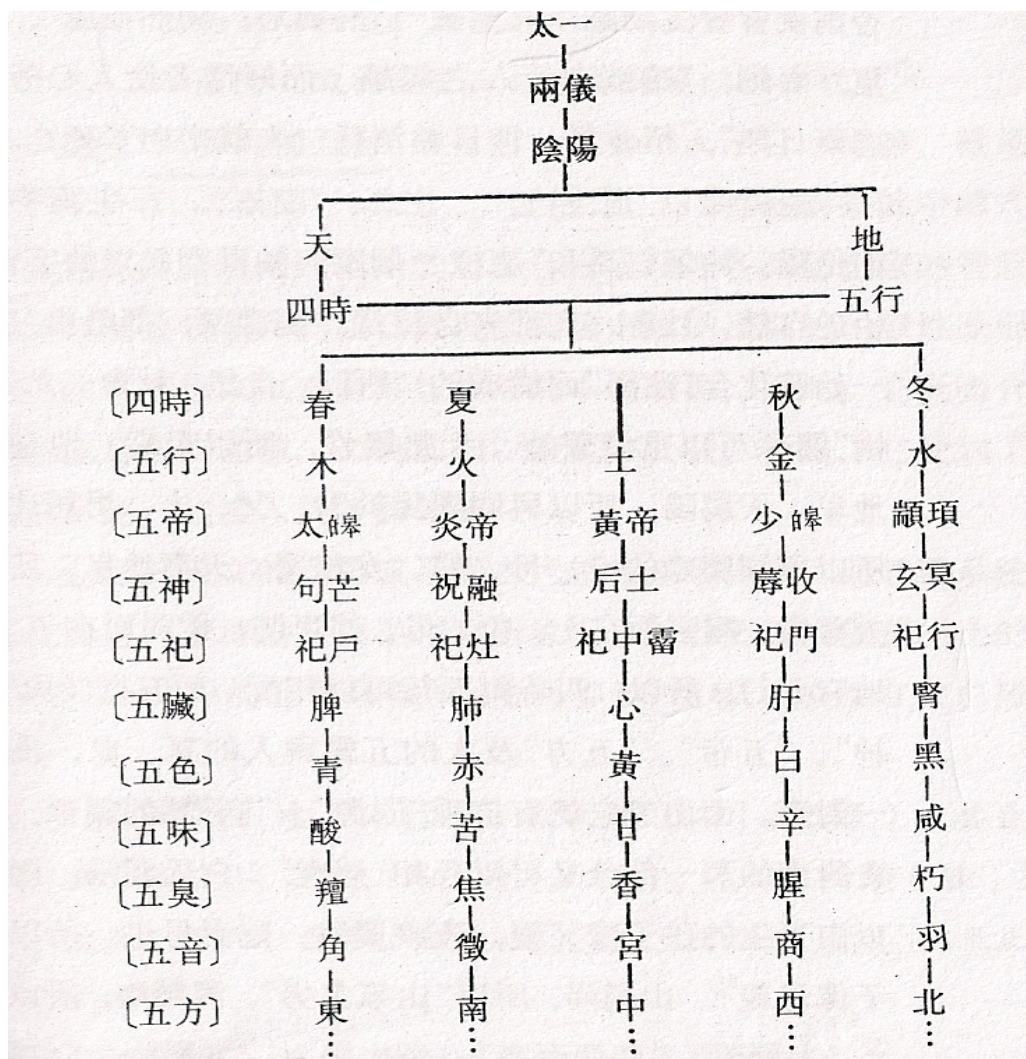 太一
兩儀
陰陽
天 地
四時 五行
〔四時〕 春 夏 秋 冬
〔五行〕 木 火 土 金 水
〔五帝〕 太皞 炎帝 黃帝 少皞 顓頊
〔五神〕 句芒 祝融 后土 蓐收 玄冥
〔五祀〕 祀戶 祀灶 祀中霤 祀門 祀行
〔五臟〕 脾 肺 心 肝 腎
〔五色〕 青 赤 黃 白 黑
〔五味〕 酸 苦 甘 辛 咸
〔五臭〕 羶 焦 香 腥 朽
〔五音〕 角 徵 宮 商 羽
〔五方〕 東 南 中 西 北